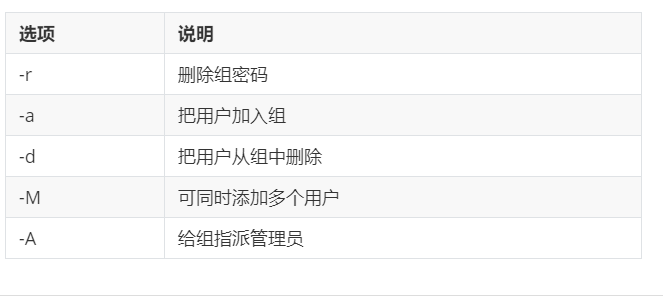 选项 说明
-r 删除组密码
-a 把用户加入组
-d 把用户从组中删除
-M 可同时添加多个用户
-A 给组指派管理员